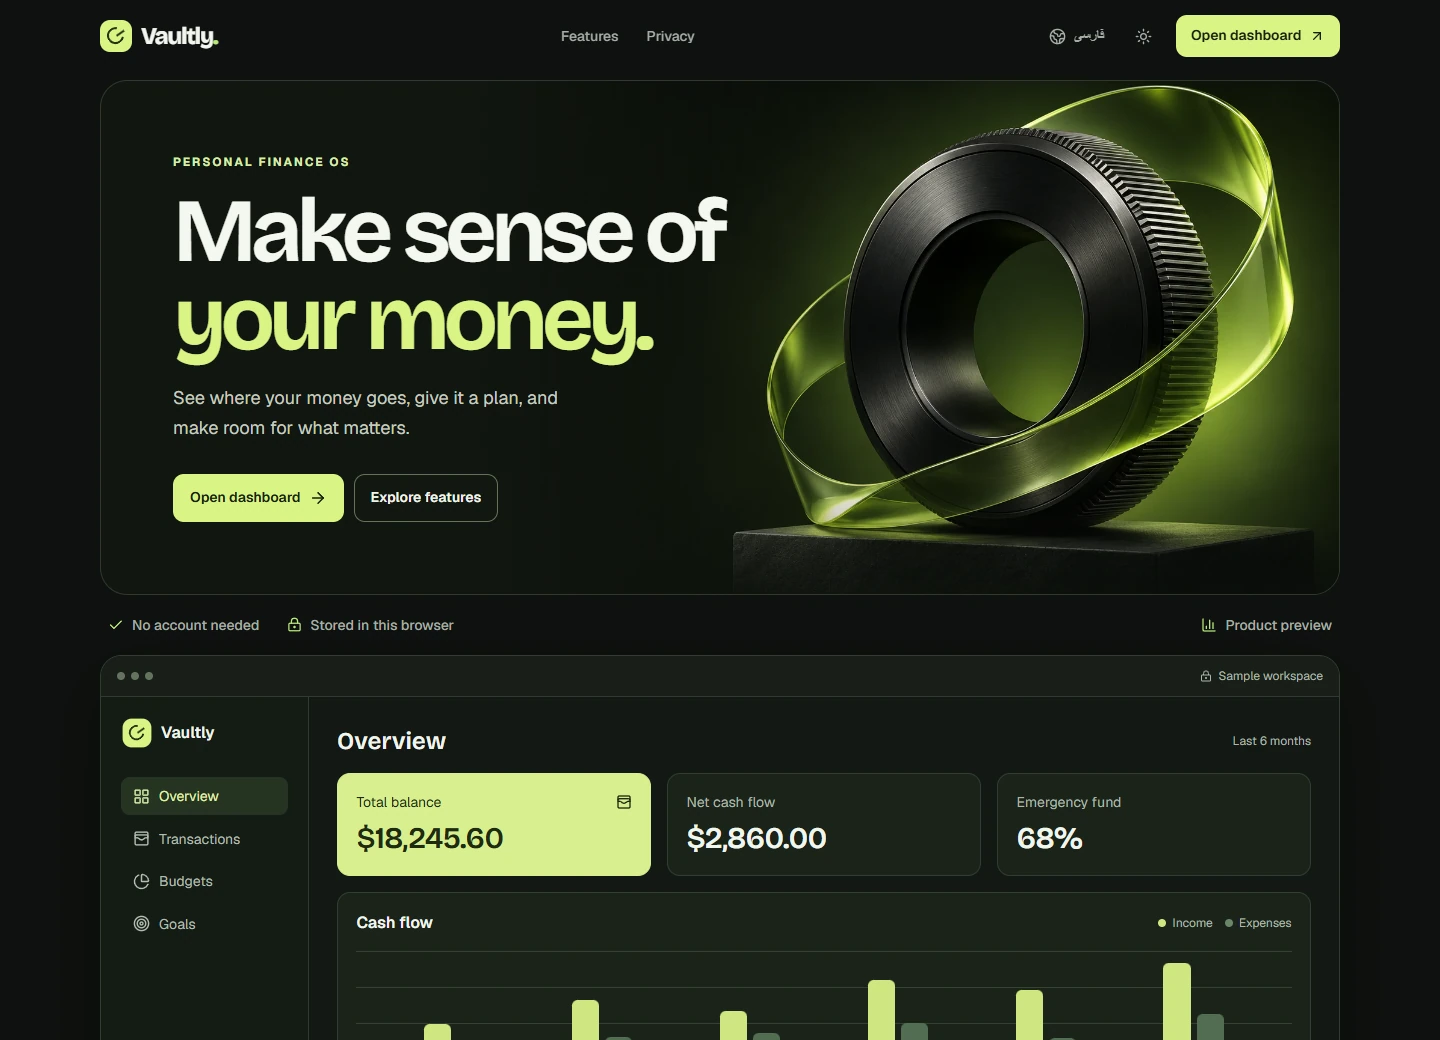 Vaultly.
Features
Privacy
فارسی
Open dashboard
PERSONAL FINANCE OS
Make sense of
your money.
See where your money goes, give it a plan, and
make room for what matters.
Open dashboard
Explore features
No account needed
Stored in this browser
Product preview
Sample workspace
Vaultly
Overview
Transactions
Budgets
Goals
Overview
Last 6 months
Total balance
$18,245.60
Net cash flow
$2,860.00
Emergency fund
68%
Cash flow
Income
Expenses